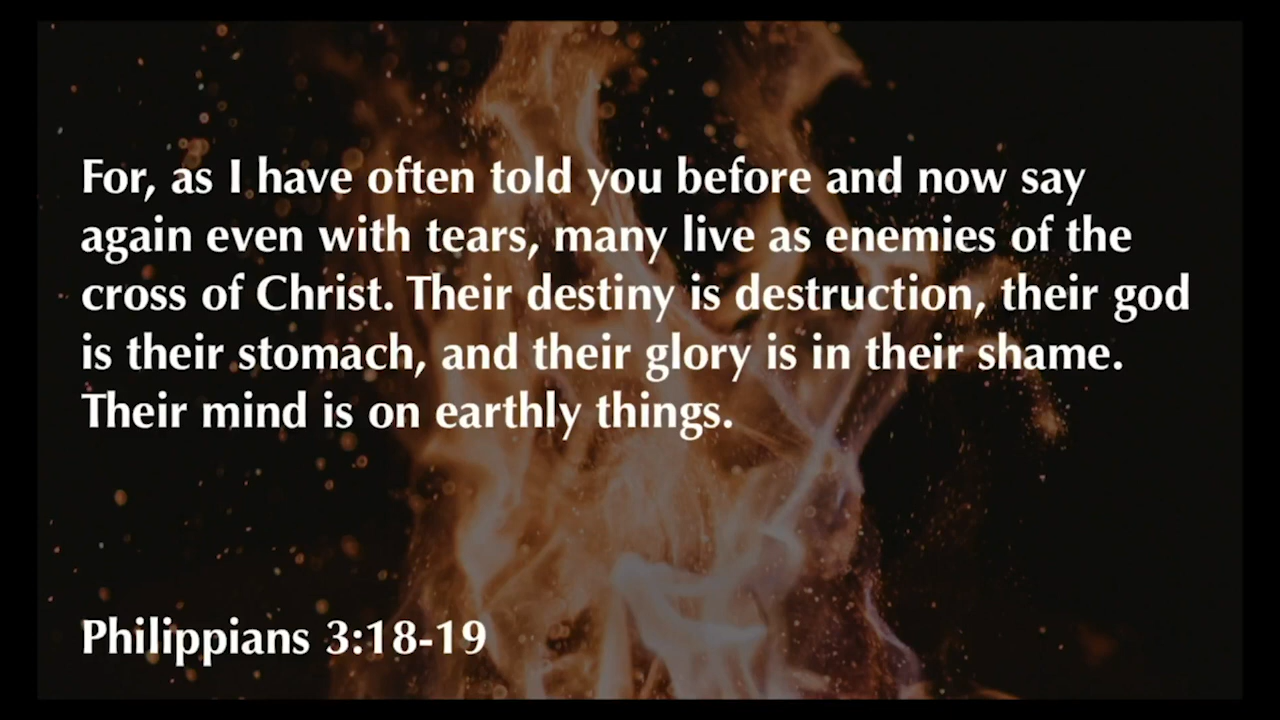 For, as I have often told you before and now say
again even with tears, many live as enemies of the
cross of Christ. Their destiny is destruction, their god
is their stomach, and their glory is in their shame.
Their mind is on earthly things.
Philippians 3:18-19